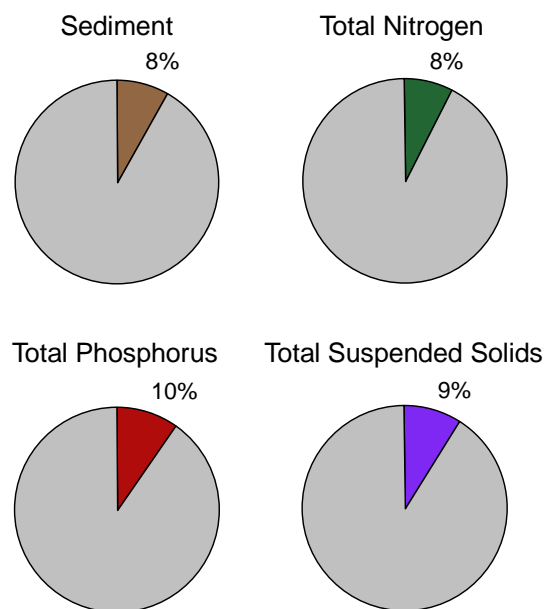 Sediment
8%
Total Nitrogen
8%
Total Phosphorus
10%
Total Suspended Solids
9%